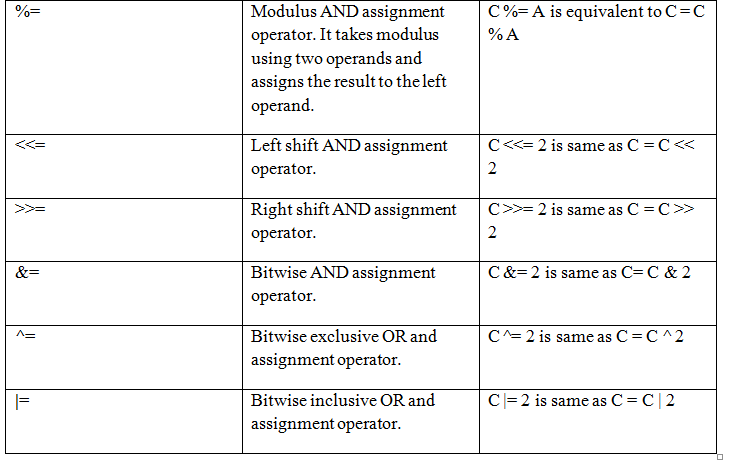 %=
Modulus AND assignment
operator. It takes modulus
using two operands and
assigns the result to the left
operand.
C %= A is equivalent to C = C
% A
<<=
Left shift AND assignment
operator.
C <<= 2 is same as C = C <<
2
>>=
Right shift AND assignment
operator.
C >>= 2 is same as C = C >>
2
&=
Bitwise AND assignment
operator.
C &= 2 is same as C= C & 2
^=
Bitwise exclusive OR and
assignment operator.
C ^= 2 is same as C = C ^ 2
|=
Bitwise inclusive OR and
assignment operator.
C |= 2 is same as C = C | 2